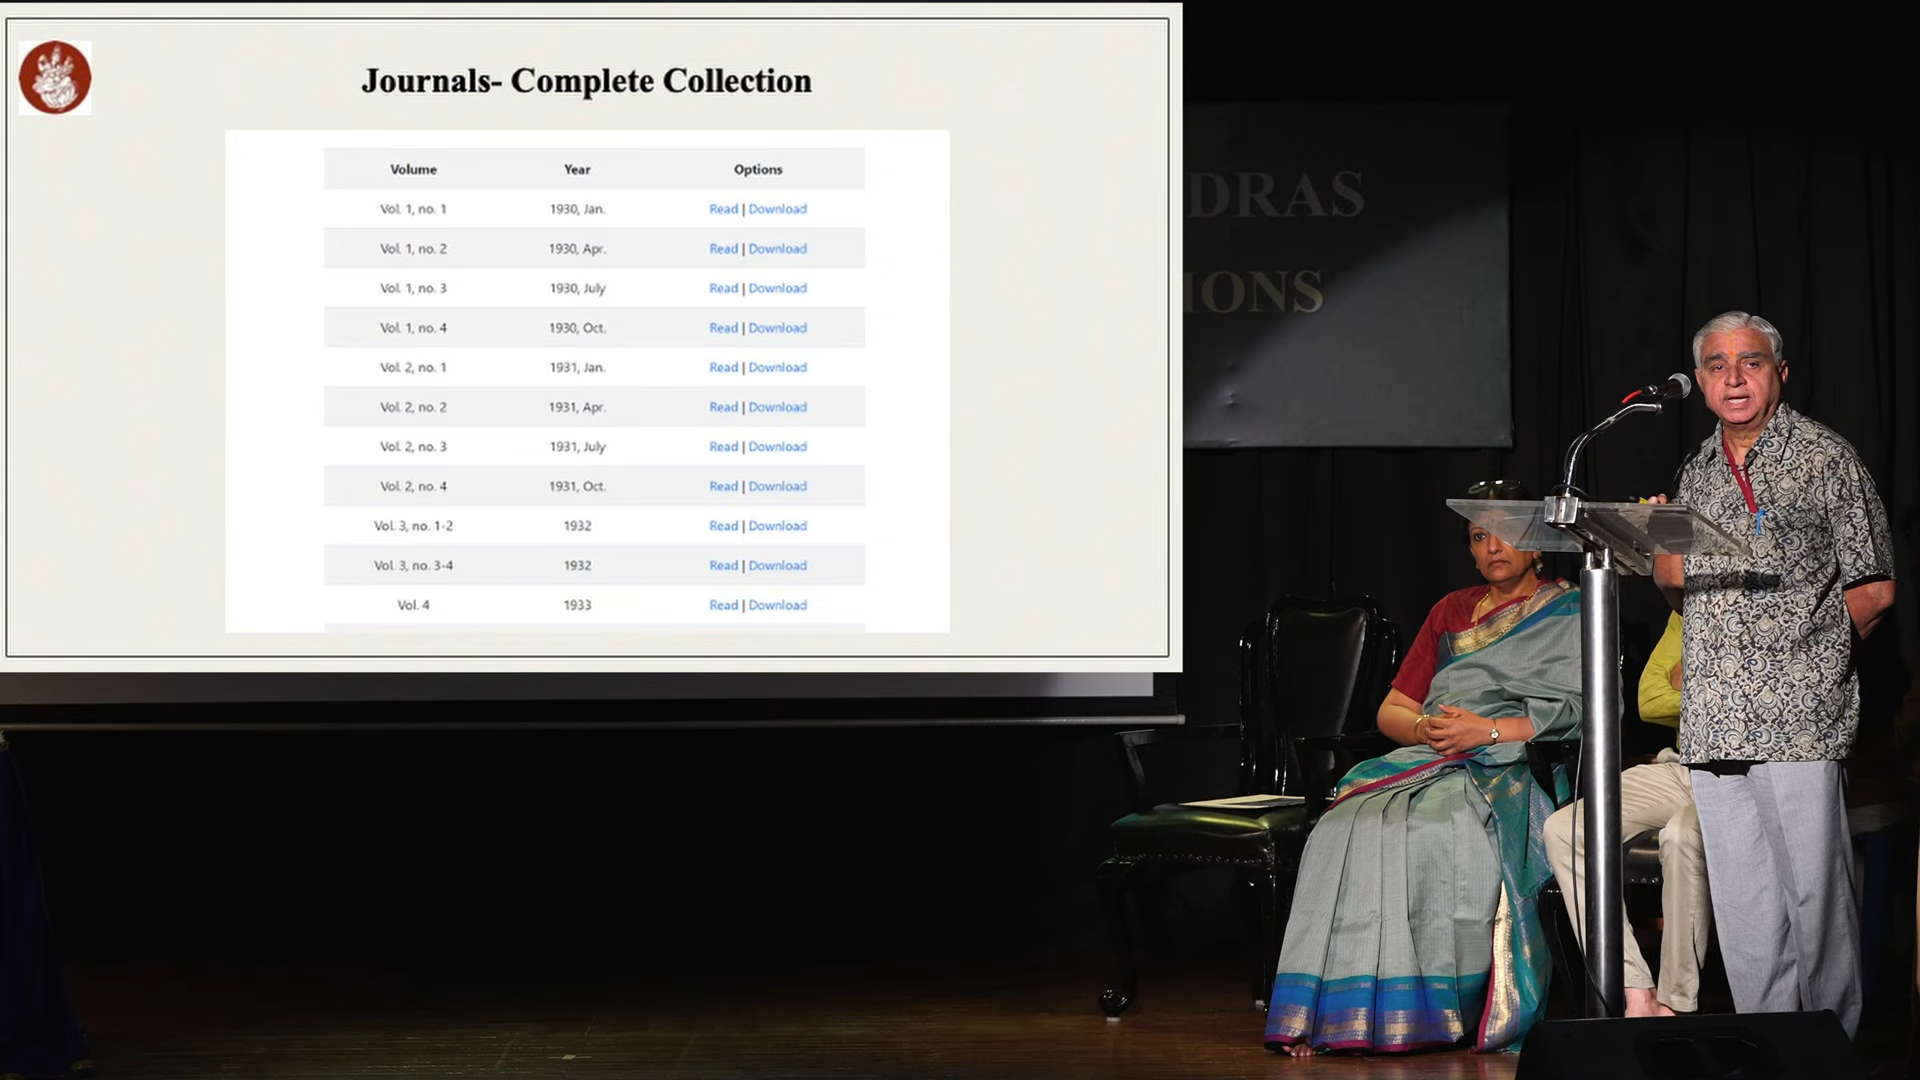 Journals- Complete Collection
Volume Year Options
Vol. 1, no. 1 1930, Jan. Read | Download
Vol. 1, no. 2 1930, Apr. Read | Download
Vol. 1, no. 3 1930, July Read | Download
Vol. 1, no. 4 1930, Oct. Read | Download
Vol. 2, no. 1 1931, Jan. Read | Download
Vol. 2, no. 2 1931, Apr. Read | Download
Vol. 2, no. 3 1931, July Read | Download
Vol. 2, no. 4 1931, Oct. Read | Download
Vol. 3, no. 1-2 1932 Read | Download
Vol. 3, no. 3-4 1932 Read | Download
Vol. 4 1933 Read | Download
DRAS
IONS